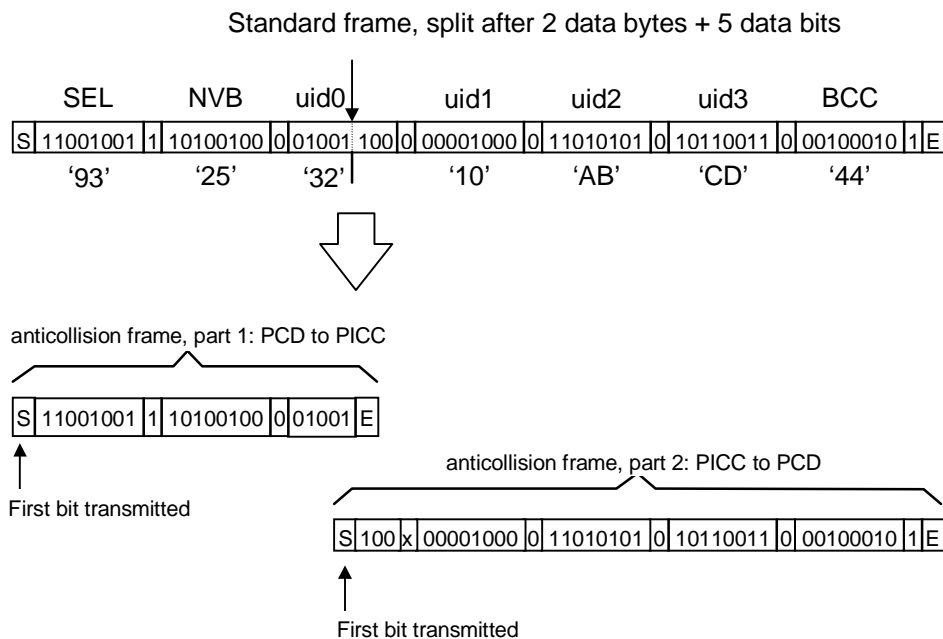 Standard frame, split after 2 data bytes + 5 data bits
SEL NVB uid0 uid1 uid2 uid3 BCC
S 11001001 1 10100100 0 01001 100 0 00001000 0 11010101 0 10110011 0 00100010 1 E
‘93’ ‘25’ ‘32’ ‘10’ ‘AB’ ‘CD’ ‘44’
anticollision frame, part 1: PCD to PICC
S 11001001 1 10100100 0 01001 E
First bit transmitted
anticollision frame, part 2: PICC to PCD
S 100 x 00001000 0 11010101 0 10110011 0 00100010 1 E
First bit transmitted